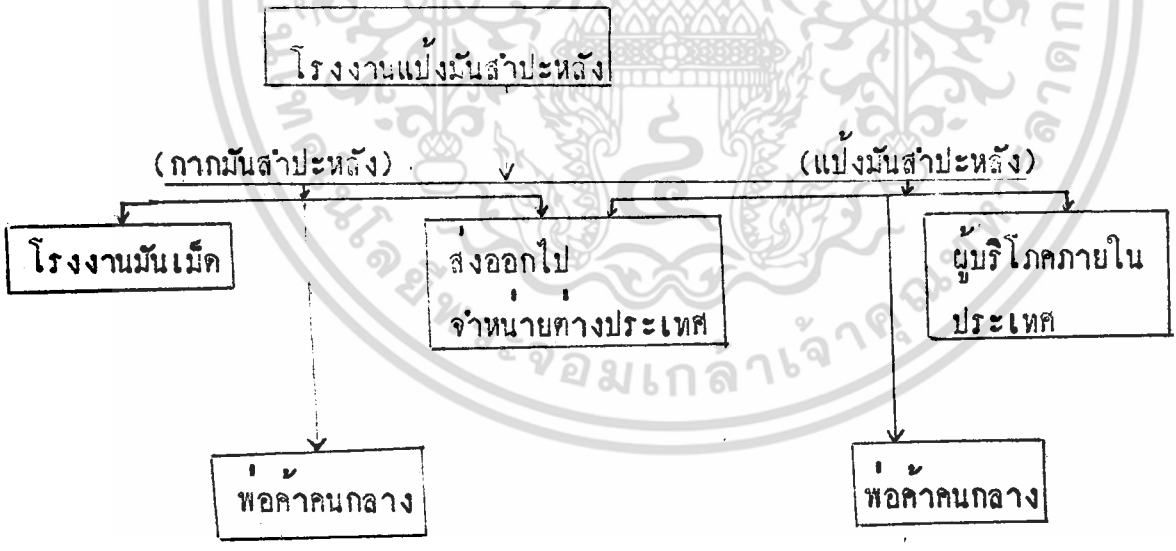 โรงงานแป้งมันสำปะหลัง
(กากมันสำปะหลัง)
(แป้งมันสำปะหลัง)
โรงงานมันเม็ด
ส่งออกไป
จำหน่ายต่างประเทศ
ผู้บริโภคภายใน
ประเทศ
พ่อค้าคนกลาง
พ่อค้าคนกลาง